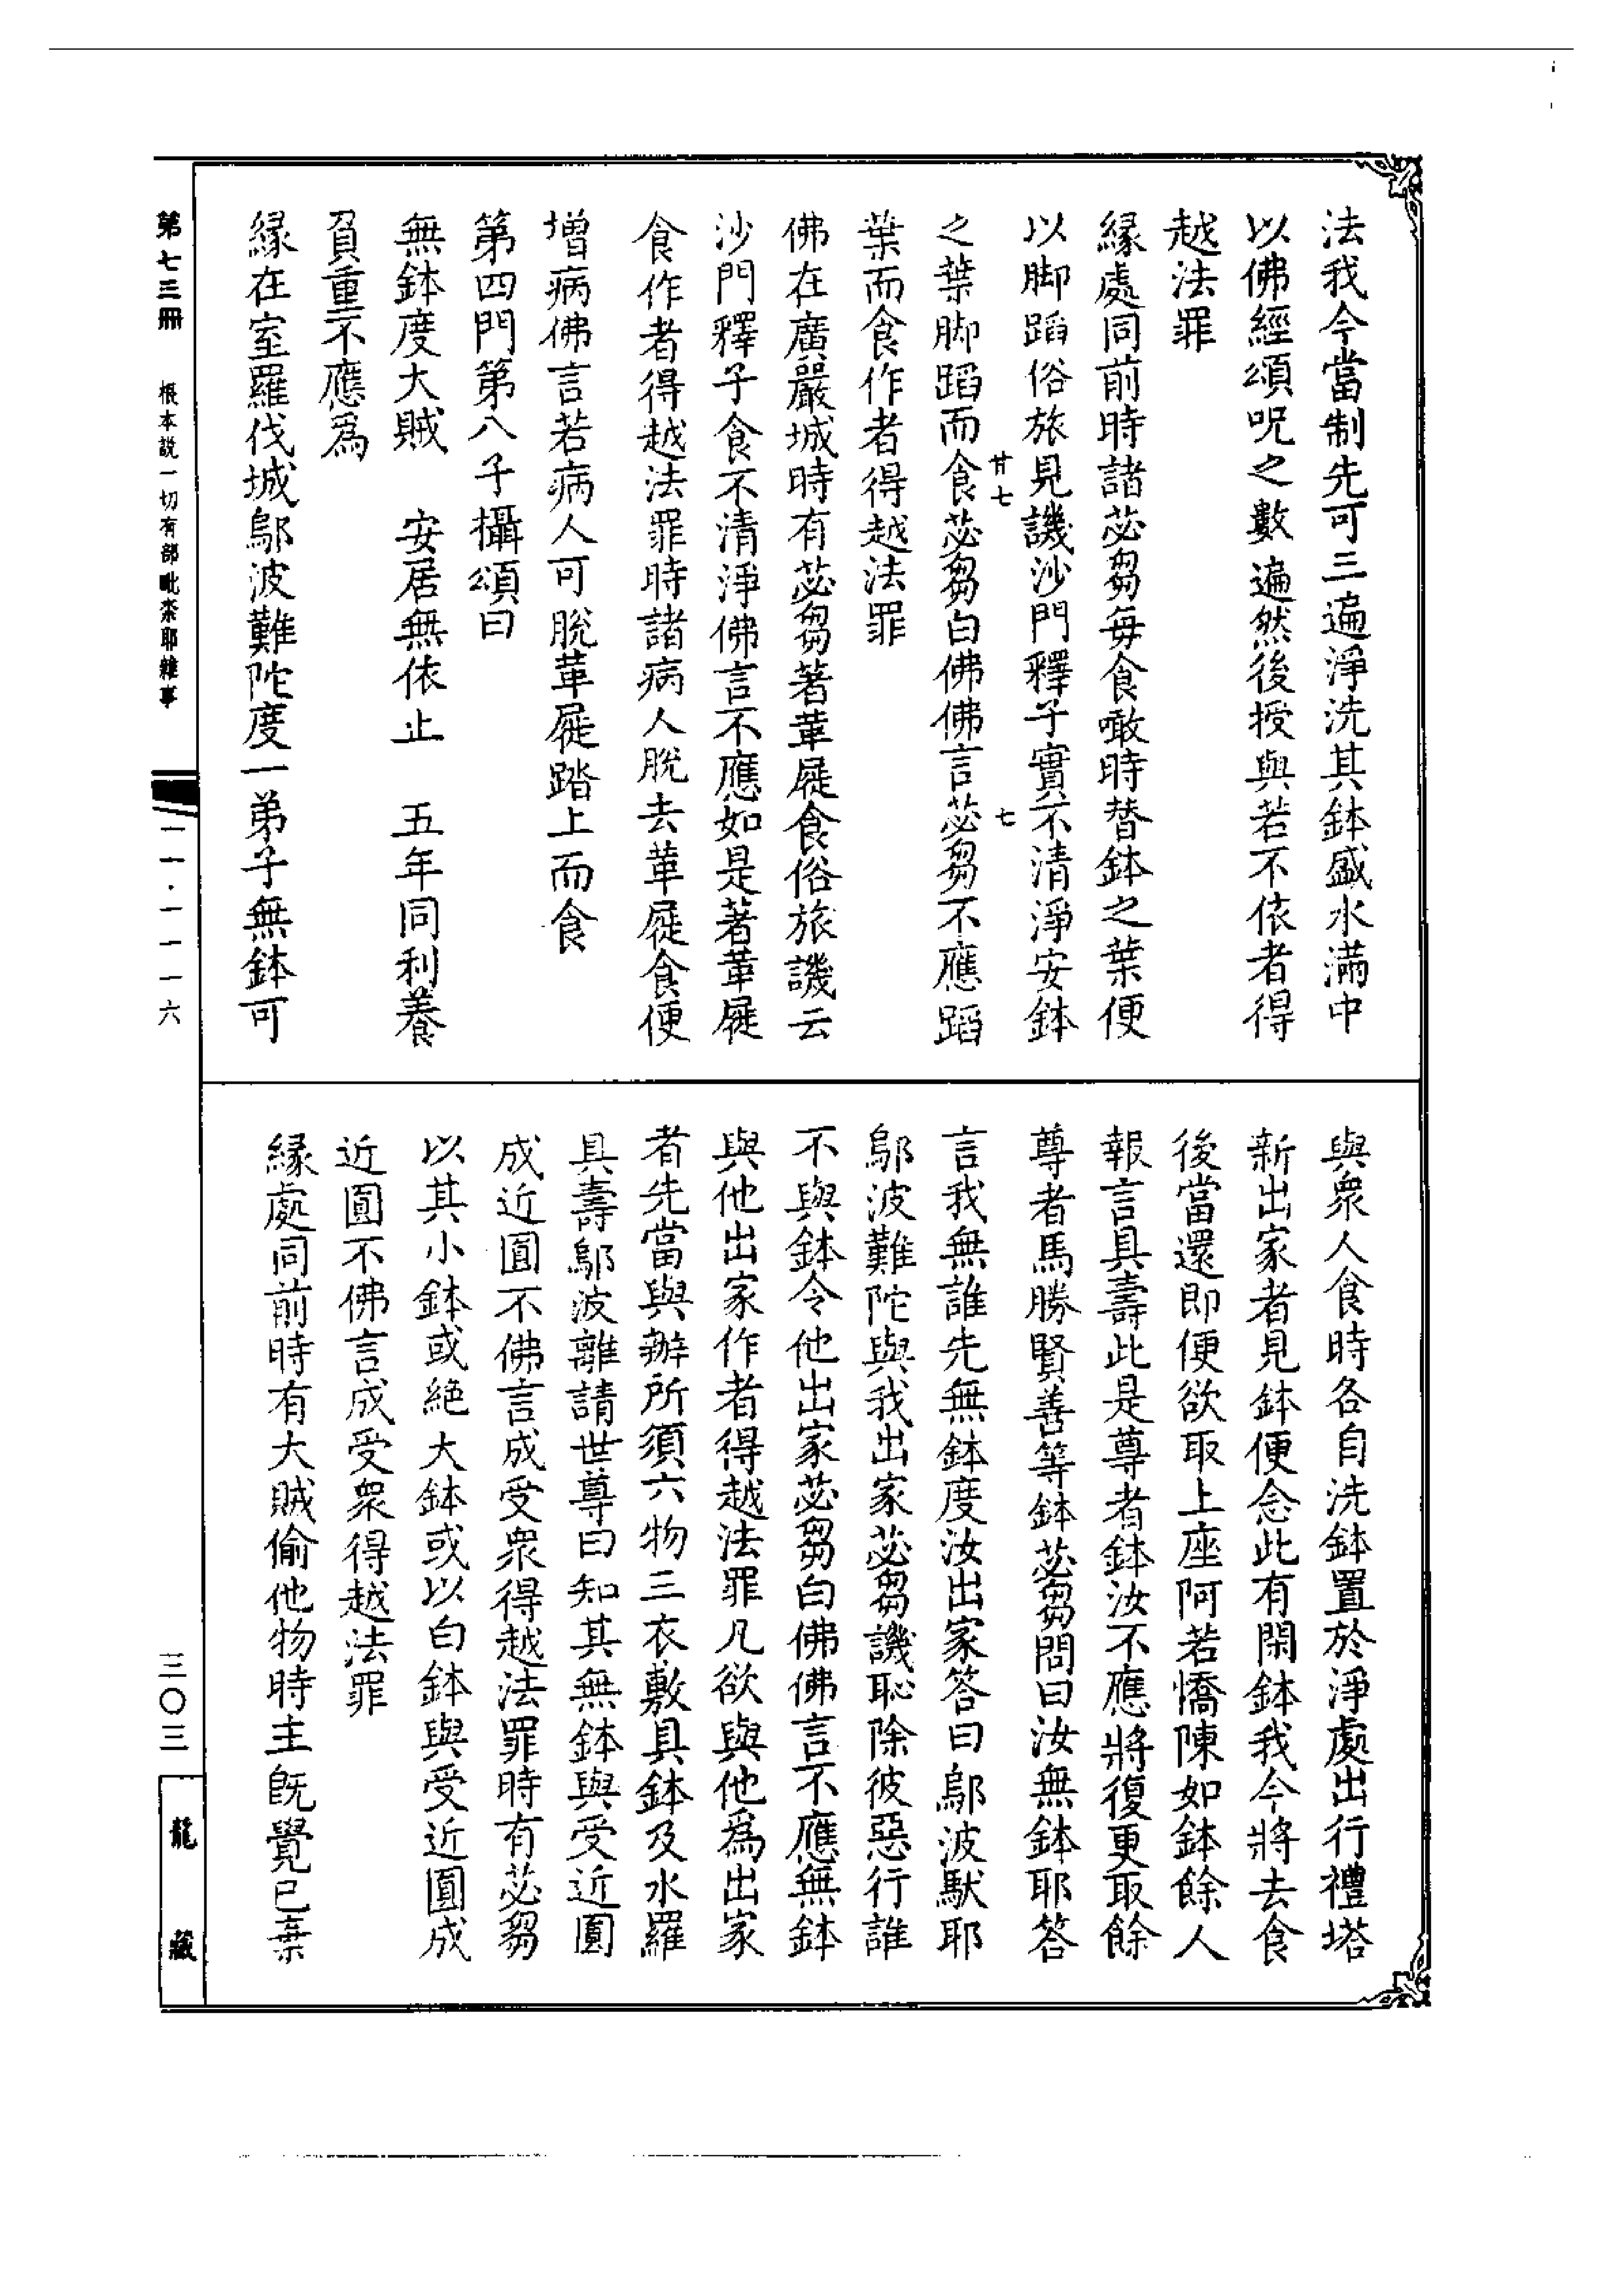 法我今當制先可三遍淨洗其鉢盛水滿中
以佛經頌呪之數遍然後授與若不依者得
越法罪
緣處同前時諸苾芻每食噉時替鉢之葉便
以脚蹈俗旅見譏沙門釋子實不清淨安鉢
廿七 七
之葉脚蹈而食苾芻白佛佛言苾芻不應蹈
葉而食作者得越法罪
佛在廣嚴城時有苾芻著革屣食俗旅譏云
沙門釋子食不清淨佛言不應如是著革屣
食作者得越法罪時諸病人脫去革屣食便
增病佛言若病人可脫革屣踏上而食
第四門第八子攝頌曰
無鉢度大賊 安居無依止 五年同利養
負重不應為
緣在室羅伐城鄔波難陀度一弟子無鉢可
與衆人食時各自洗鉢置於淨處出行禮塔
新出家者見鉢便念此有閑鉢我今將去食
後當還即便欲取上座阿若憍陳如鉢餘人
報言具壽此是尊者鉢汝不應將復更取餘
尊者馬勝賢善等鉢苾芻問曰汝無鉢耶答
言我無誰先無鉢度汝出家答曰鄔波馱耶
鄔波難陀與我出家苾芻譏恥除彼惡行誰
不與鉢令他出家苾芻白佛佛言不應無鉢
與他出家作者得越法罪凡欲與他為出家
者先當與辦所須六物三衣敷具鉢及水羅
具壽鄔波離請世尊曰知其無鉢與受近圓
成近圓不佛言成受衆得越法罪時有苾芻
以其小鉢或絕大鉢或以白鉢與受近圓成
近圓不佛言成受衆得越法罪
緣處同前時有大賊偷他物時主既覺已棄
第七三冊 根本説一切有部毗柰耶雜事 一一·一一一六
三〇三 龍藏